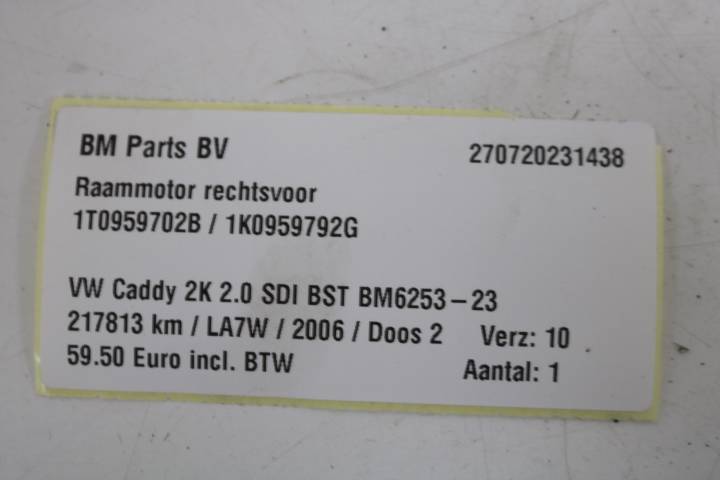 BM Parts BV 270720231438
Raammotor rechtsvoor
1T0959702B / 1K0959792G
VW Caddy 2K 2.0 SDI BST BM6253-23
217813 km / LA7W / 2006 / Doos 2 Verz: 10
59.50 Euro incl. BTW Aantal: 1